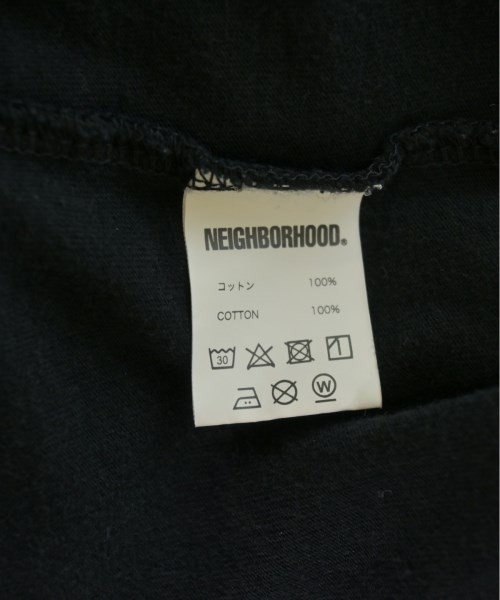 NEIGHBORHOOD®
コットン 100%
COTTON 100%
30
W